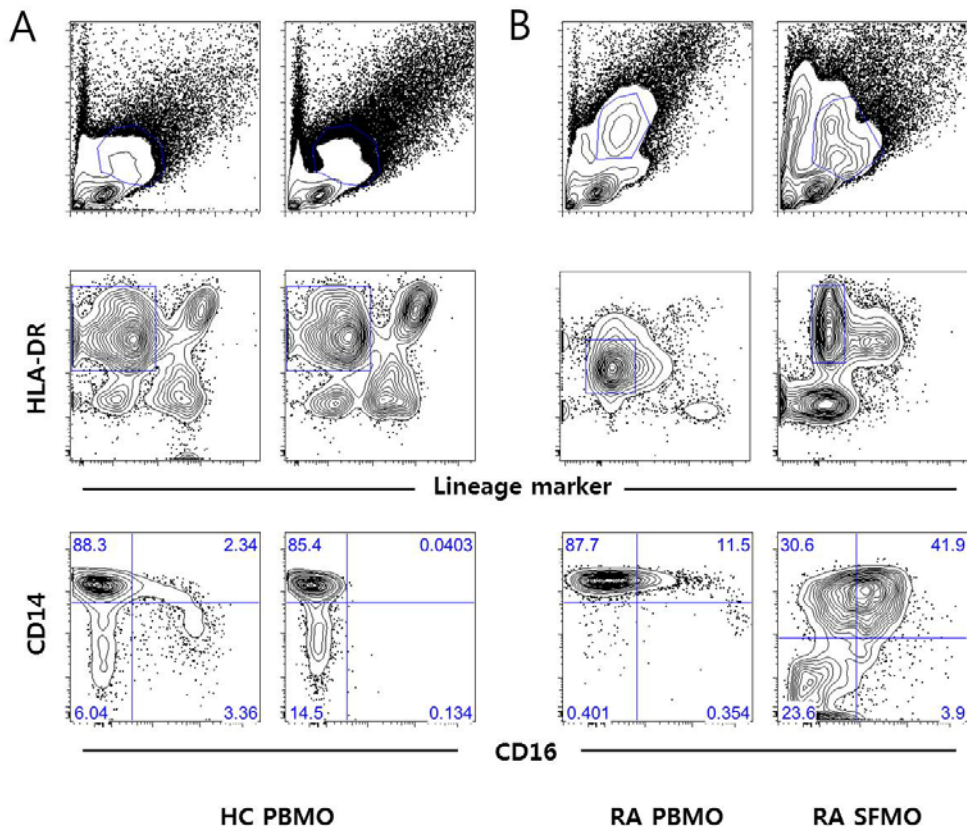 A
B
HLA-DR
Lineage marker
88.3 2.34
6.04 3.36
85.4 0.0403
14.5 0.134
87.7 11.5
0.401 0.354
30.6 41.9
23.6 3.9
CD14
CD16
HC PBMO
RA PBMO
RA SFMO